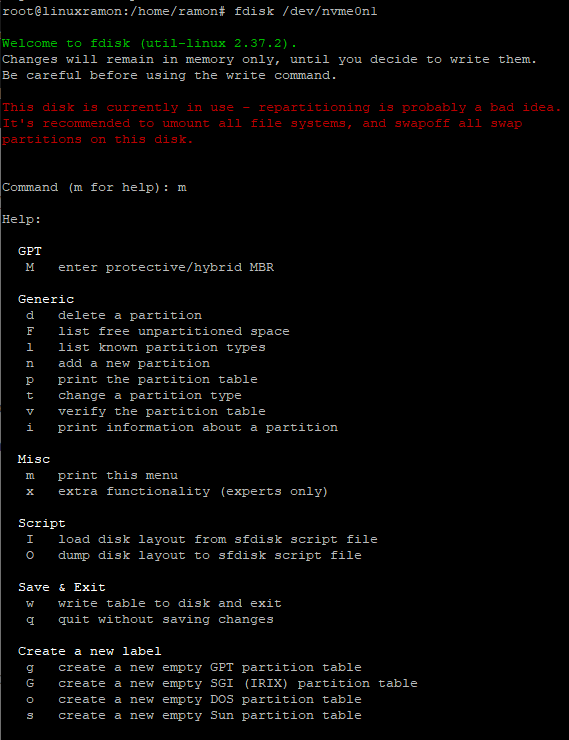 root@linuxramon:/home/ramon# fdisk /dev/nvme0n1
Welcome to fdisk (util-linux 2.37.2).
Changes will remain in memory only, until you decide to write them.
Be careful before using the write command.
This disk is currently in use - repartitioning is probably a bad idea.
It's recommended to umount all file systems, and swapoff all swap
partitions on this disk.
Command (m for help): m
Help:
GPT
M   enter protective/hybrid MBR
Generic
d   delete a partition
F   list free unpartitioned space
l   list known partition types
n   add a new partition
p   print the partition table
t   change a partition type
v   verify the partition table
i   print information about a partition
Misc
m   print this menu
x   extra functionality (experts only)
Script
I   load disk layout from sfdisk script file
O   dump disk layout to sfdisk script file
Save & Exit
w   write table to disk and exit
q   quit without saving changes
Create a new label
g   create a new empty GPT partition table
G   create a new empty SGI (IRIX) partition table
o   create a new empty DOS partition table
s   create a new empty Sun partition table